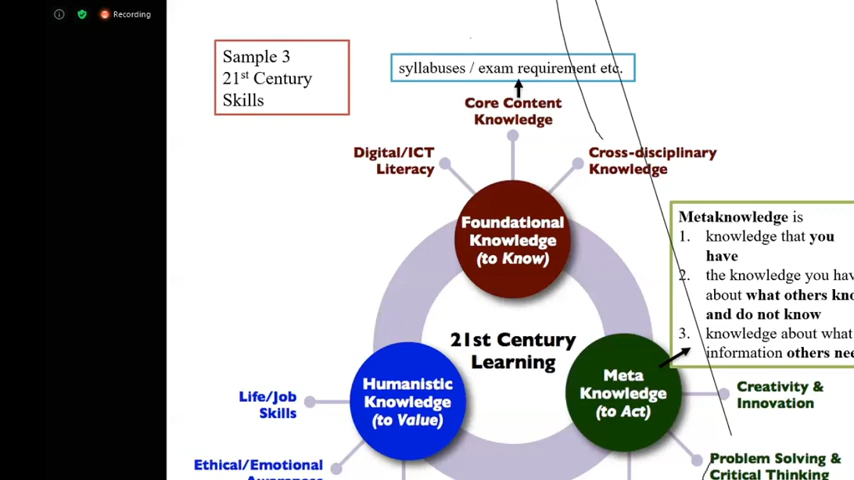 Recording
Sample 3
21st Century
Skills
syllabuses / exam requirement etc.
Core Content
Knowledge
Digital/ICT
Literacy
Cross-disciplinary
Knowledge
Foundational
Knowledge
(to Know)
Metaknowledge is
1. knowledge that you
have
2. the knowledge you hav
about what others kno
and do not know
3. knowledge about what
information others nee
21st Century
Learning
Humanistic
Knowledge
(to Value)
Meta
Knowledge
(to Act)
Life/Job
Skills
Creativity &
Innovation
Ethical/Emotional
Awareness
Problem Solving &
Critical Thinking